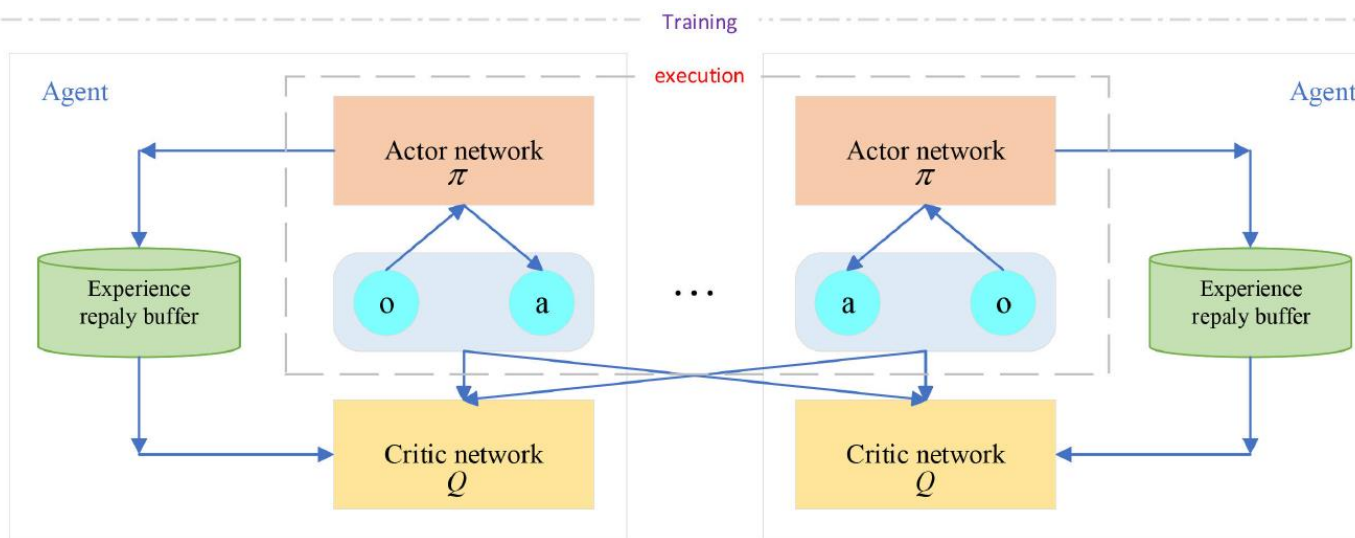 Training
execution
Agent
Agent
Actor network
π
Actor network
π
Experience
repaly buffer
o
a
...
a
o
Experience
repaly buffer
Critic network
Q
Critic network
Q